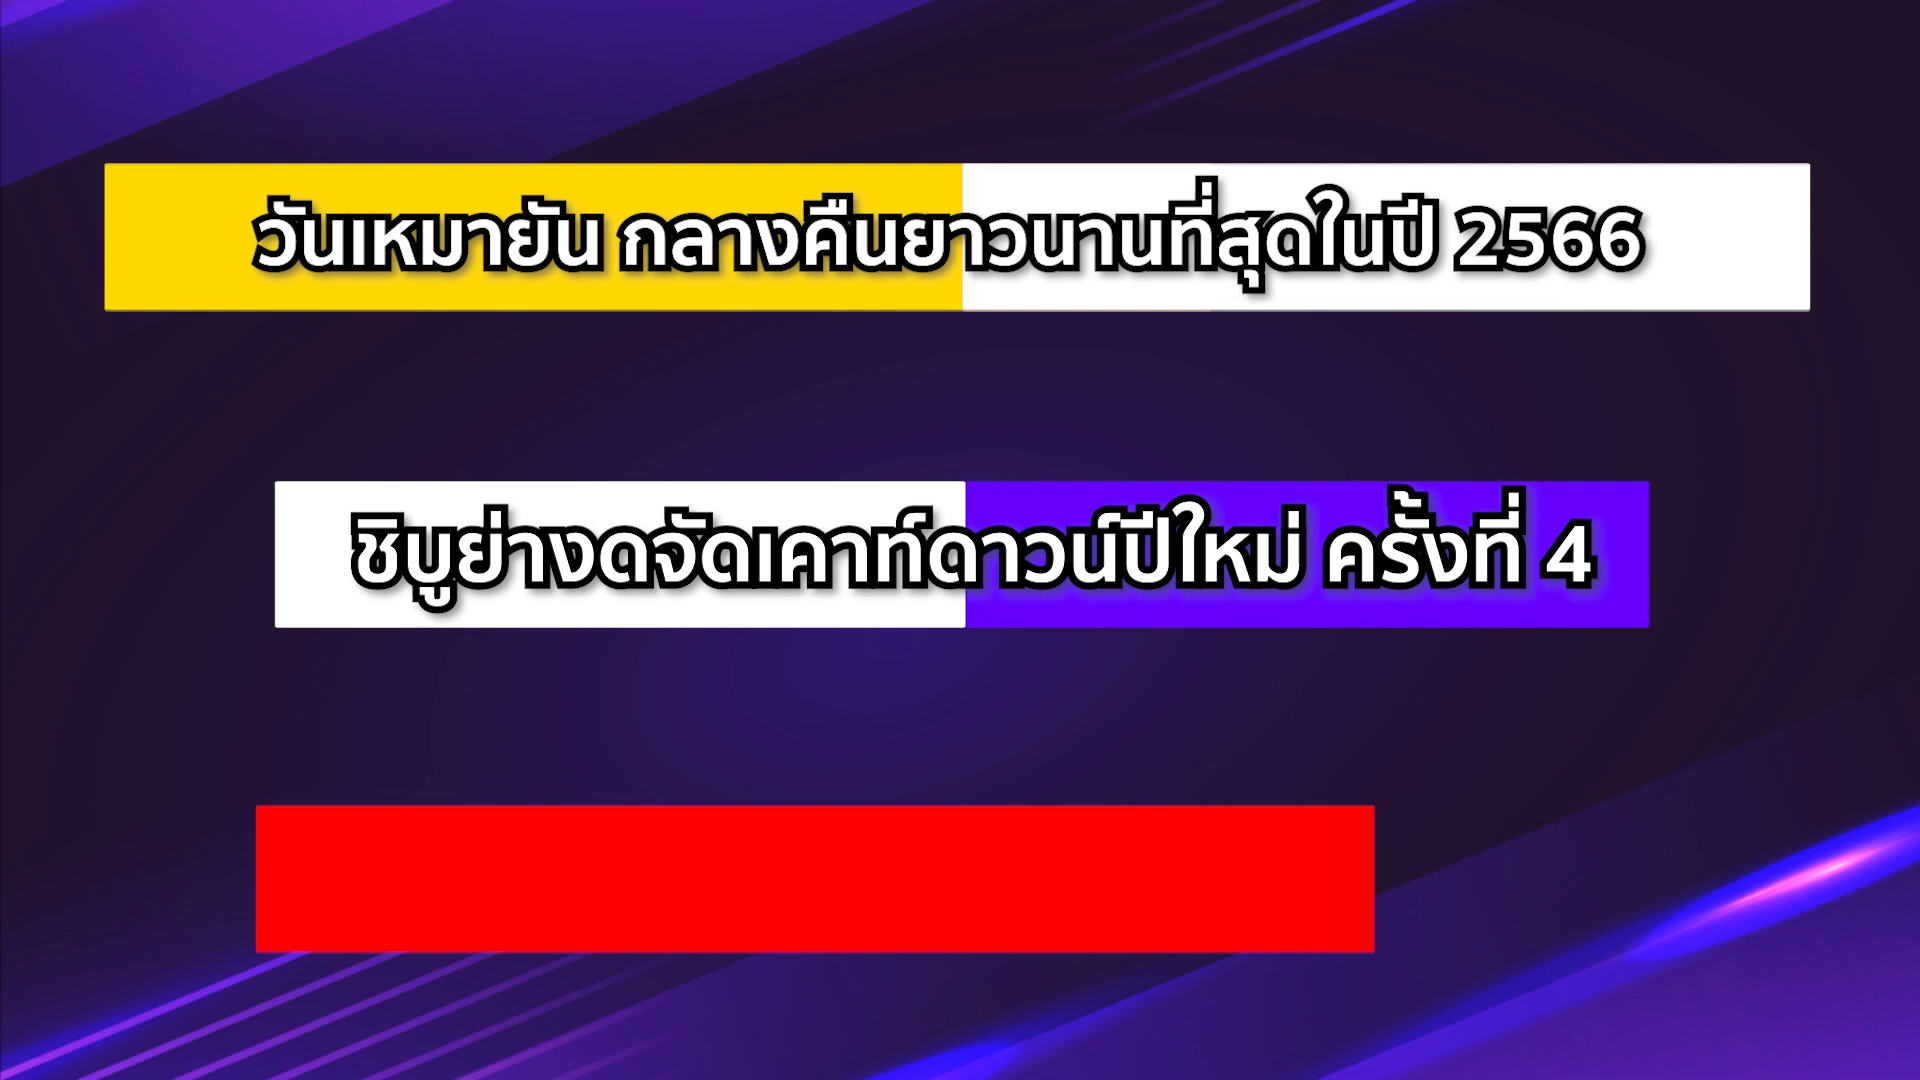 วันเหมายัน กลางคืนยาวนานที่สุดในปี 2566
ชิบูย่างดจัดเคาท์ดาวน์ปีใหม่ ครั้งที่ 4